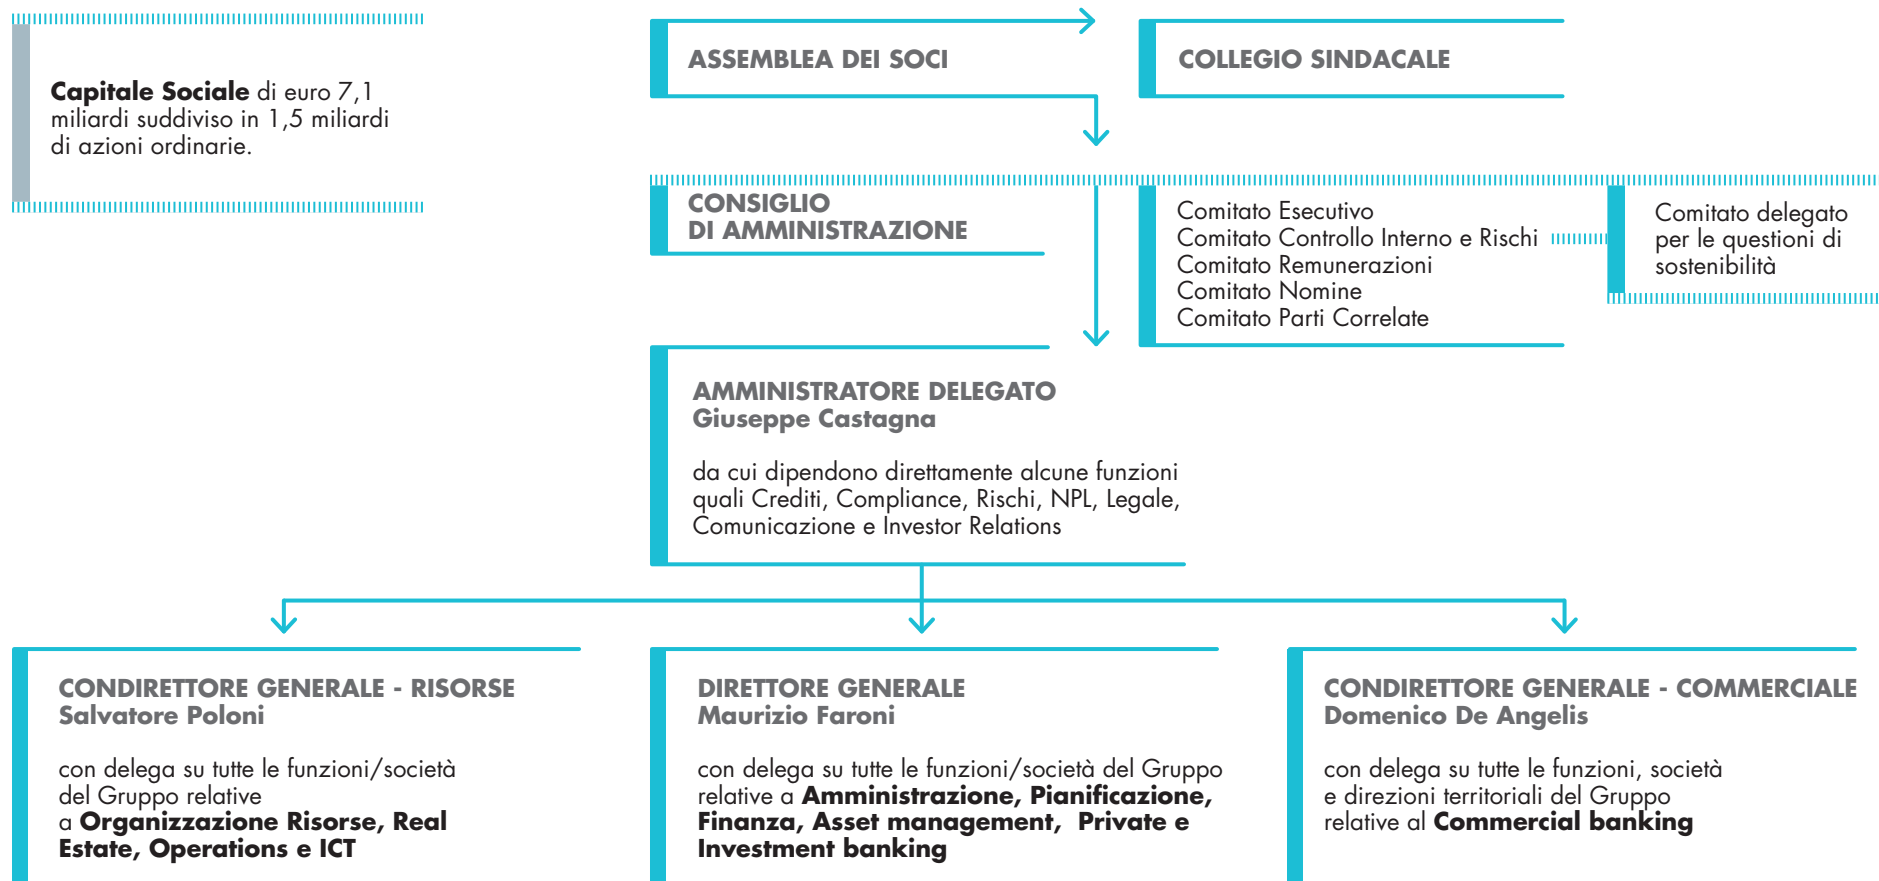 Capitale Sociale di euro 7,1
miliardi suddiviso in 1,5 miliardi
di azioni ordinarie.
ASSEMBLEA DEI SOCI
COLLEGIO SINDACALE
CONSIGLIO
DI AMMINISTRAZIONE
Comitato Esecutivo
Comitato Controllo Interno e Rischi
Comitato Remunerazioni
Comitato Nomine
Comitato Parti Correlate
Comitato delegato
per le questioni di
sostenibilità
AMMINISTRATORE DELEGATO
Giuseppe Castagna
da cui dipendono direttamente alcune funzioni
quali Crediti, Compliance, Rischi, NPL, Legale,
Comunicazione e Investor Relations
CONDIRETTORE GENERALE - RISORSE
Salvatore Poloni
con delega su tutte le funzioni/società
del Gruppo relative
a Organizzazione Risorse, Real
Estate, Operations e ICT
DIRETTORE GENERALE
Maurizio Faroni
con delega su tutte le funzioni/società del Gruppo
relative a Amministrazione, Pianificazione,
Finanza, Asset management, Private e
Investment banking
CONDIRETTORE GENERALE - COMMERCIALE
Domenico De Angelis
con delega su tutte le funzioni, società
e direzioni territoriali del Gruppo
relative al Commercial banking